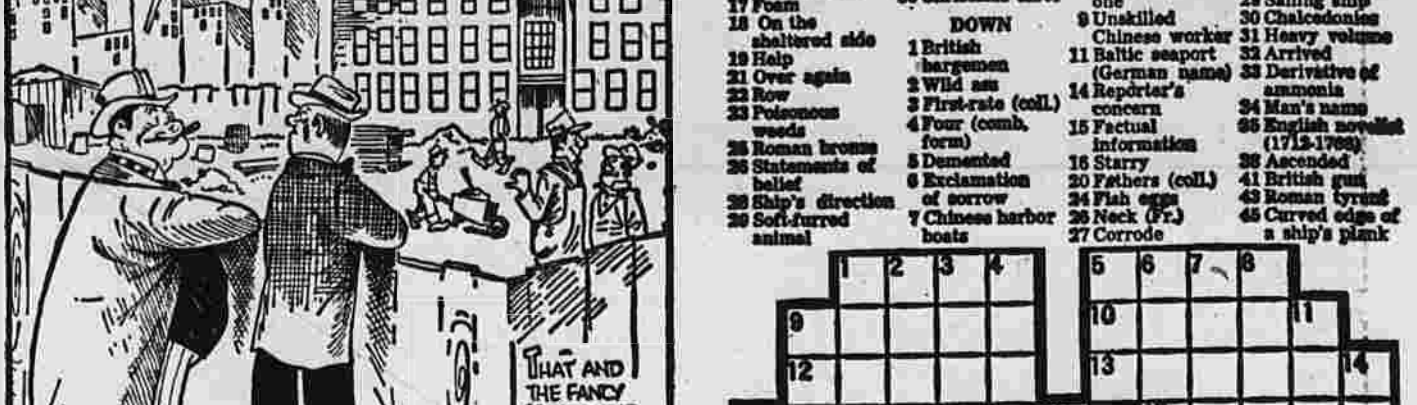 THAT AND
THE FANCY
17 Foam
18 On the
sheltered side
19 Help
21 Over again
22 Row
23 Poisonous
weeds
25 Roman bronze
26 Statements of
belief
28 Ship's direction
29 Soft-furred
animal
DOWN
1 British
bargemen
2 Wild ass
3 First-rate (coll.)
4 Four (comb.
form)
5 Demented
6 Exclamation
of sorrow
7 Chinese harbor
boats
one
9 Unskilled
Chinese worker
11 Baltic seaport
(German name)
14 Reporter's
concern
15 Factual
information
16 Starry
20 Fathers (coll.)
24 Fish eggs
26 Neck (Fr.)
27 Corrode
29 Sailing ship
30 Chalcedonies
31 Heavy volume
32 Arrived
33 Derivative of
ammonia
34 Man's name
35 English novelist
(1713-1768)
38 Ascended
41 British gun
43 Roman tyrant
45 Curved edge of
a ship's plank
1 2 3 4 5 6 7 8
9 10 11
12 13 14